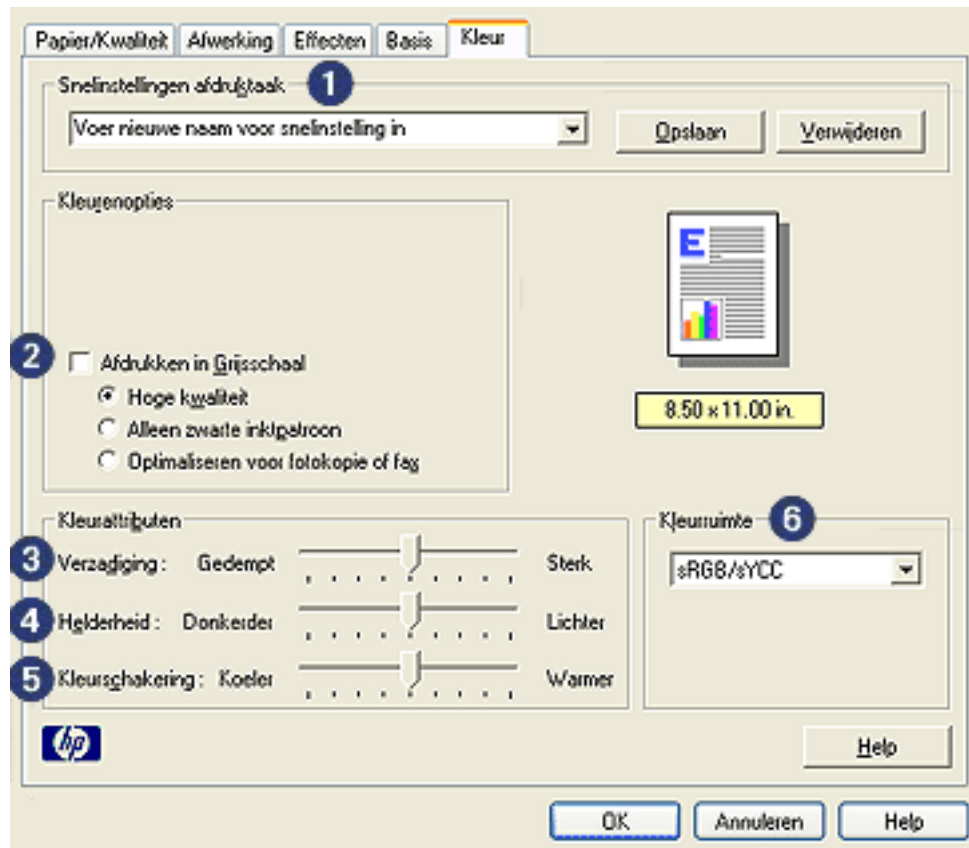 Papier/Kwaliteit Afwerking Effecten Basis Kleur
Snelinstellingen afdruktaak 1
Voer nieuwe naam voor snelinstelling in Opslaan Verwijderen
Kleurenopties
E
2 Afdrukken in Grijsschaal
Hoge kwaliteit
8.50 x 11.00 in.
Alleen zwarte inktpatroon
Optimaliseren voor fotokopie of fax
Kleurattributen
Kleurruimte 6
3 Verzadiging : Gedempt Sterk
sRGB/sYCC
4 Helderheid : Donkerder Lichter
5 Kleurschakering : Koeler Warmer
hp
Help
OK Annuleren Help